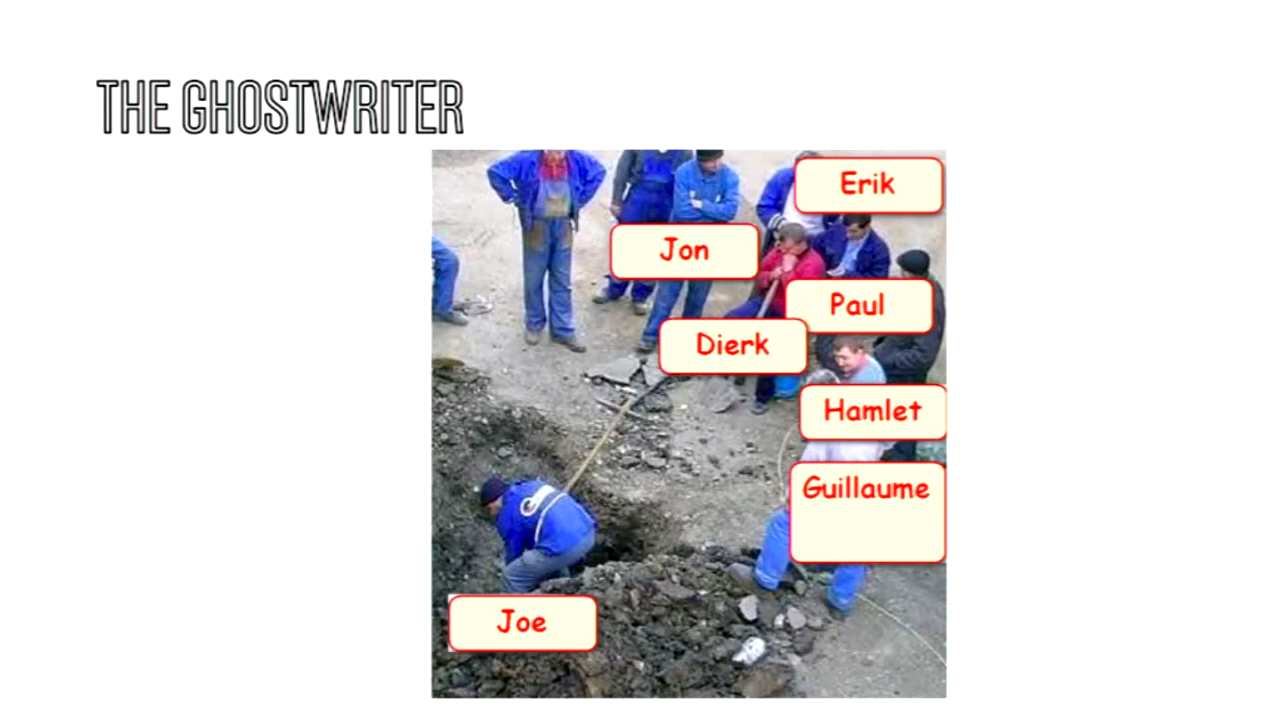 THE GHOSTWRITER
Erik
Jon
Paul
Dierk
Hamlet
Guillaume
Joe